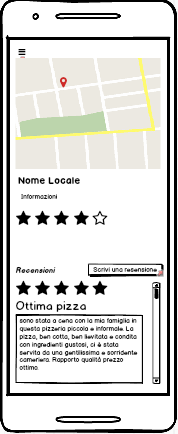 Nome Locale
Informazioni
Recensioni
Scrivi una resensione
Ottima pizza
sono stata a cena con la mia famiglia in
questa pizzeria piccola e informale. La
pizza, ben cotta, ben lievitata e condita
con ingredienti gustosi, ci è stata
servita da una gentilissima e sorridente
cameriera. Rapporto qualità prezzo
ottimo.